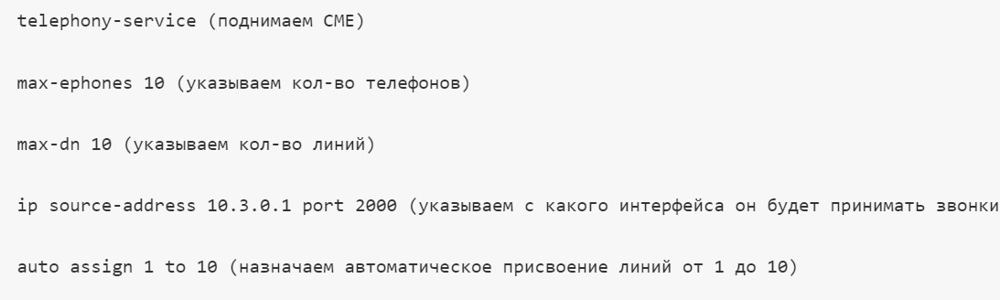 telephony-service (поднимаем CME)
max-ephones 10 (указываем кол-во телефонов)
max-dn 10 (указываем кол-во линий)
ip source-address 10.3.0.1 port 2000 (указываем с какого интерфейса он будет принимать звонки
auto assign 1 to 10 (назначаем автоматическое присвоение линий от 1 до 10)